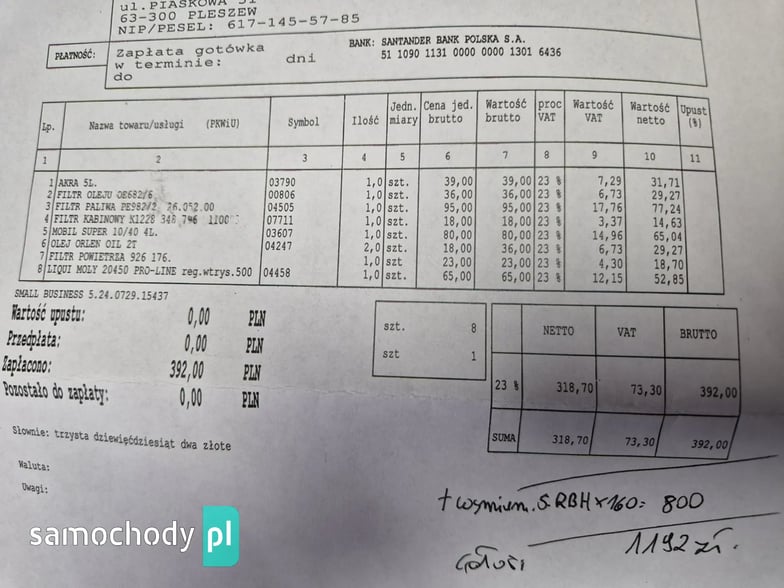 ul.PIASKOWA 51
63-300 PLESZEW
NIP/PESEL: 617-145-57-85
PŁATNOŚĆ: Zapłata gotówka
w terminie: dni
do
BANK: SANTANDER BANK POLSKA S.A.
51 1090 1131 0000 0000 1301 6436
Lp. Nazwa towaru/usługi (PKWiU) Symbol Ilość Jedn. miary Cena jed. brutto Wartość brutto proc VAT Wartość VAT Wartość netto Upust (%)
1 2 3 4 5 6 7 8 9 10 11
1 AKRA 5L. 03790 1,0 szt. 39,00 39,00 23 % 7,29 31,71
2 FILTR OLEJU OE682/6 00806 1,0 szt. 36,00 36,00 23 % 6,73 29,27
3 FILTR PALIWA PE982/2 26.052.00 04505 1,0 szt. 95,00 95,00 23 % 17,76 77,24
4 FILTR KABINOWY K1228 07711 1,0 szt. 18,00 18,00 23 % 3,37 14,63
5 MOBIL SUPER 10/40 4L. 03607 1,0 szt. 80,00 80,00 23 % 14,96 65,04
6 OLEJ ORLEN OIL 2T 04247 2,0 szt. 18,00 36,00 23 % 6,73 29,27
7 FILTR POWIETRZA 926 176. 1,0 szt 23,00 23,00 23 % 4,30 18,70
8 LIQUI MOLY 20450 PRO-LINE reg.wtrys.500 04458 1,0 szt. 65,00 65,00 23 % 12,15 52,85
SMALL BUSINESS 5.24.0729.15437
Wartość upustu: 0,00 PLN
Przedpłata: 0,00 PLN
Zapłacono: 392,00 PLN
Pozostało do zapłaty: 0,00 PLN
szt. 8
szt 1
NETTO VAT BRUTTO
23 % 318,70 73,30 392,00
SUMA 318,70 73,30 392,00
Słownie: trzysta dziewięćdziesiąt dwa złote
Waluta:
Uwagi:
5 RBH x 160 = 800
1192 zł.
samochody pl